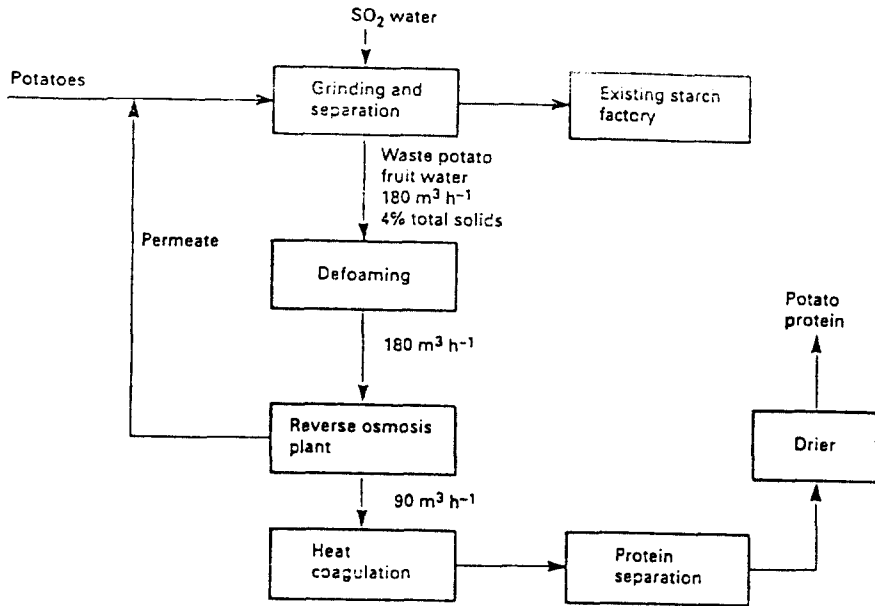 SO₂ water
Potatoes
Grinding and
separation
Existing starch
factory
Waste potato
fruit water
180 m³ h⁻¹
4% total solids
Permeate
Defoaming
180 m³ h⁻¹
Potato
protein
Reverse osmosis
plant
Drier
90 m³ h⁻¹
Heat
coagulation
Protein
separation